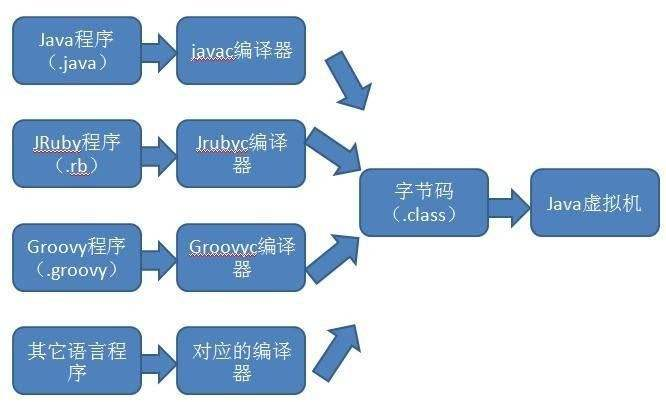 Java程序
（.java）
javac编译器
JRuby程序
（.rb）
Jrubyc编译
器
字节码
（.class）
Java虚拟机
Groovy程序
（.groovy）
Groovyc编译
器
其它语言程
序
对应的编译
器